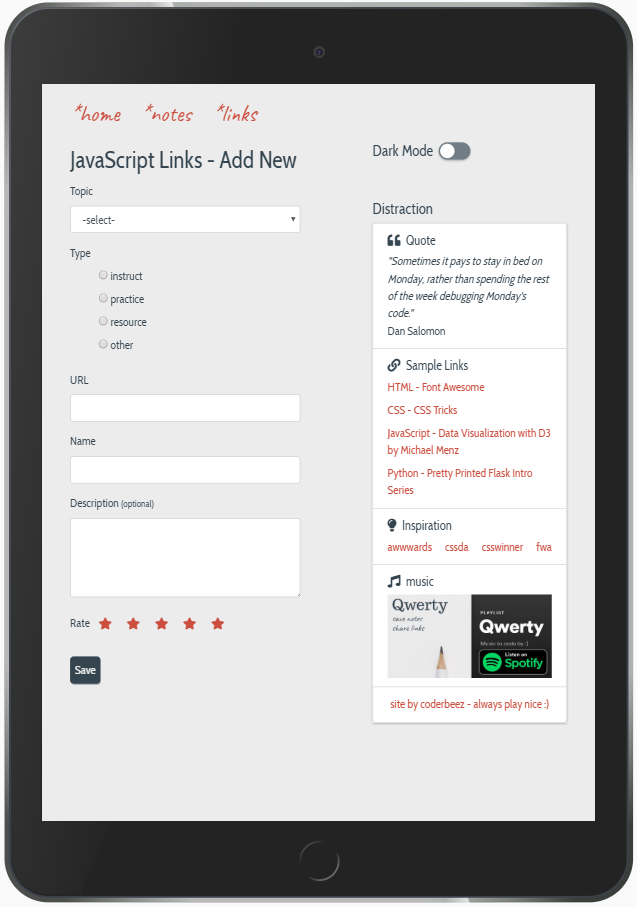 *home *notes *links
JavaScript Links - Add New
Topic
-select-
Type
instruct
practice
resource
other
URL
Name
Description (optional)
Rate
Save
Dark Mode
Distraction
Quote
"Sometimes it pays to stay in bed on
Monday, rather than spending the rest
of the week debugging Monday's
code."
Dan Salomon
Sample Links
HTML - Font Awesome
CSS - CSS Tricks
JavaScript - Data Visualization with D3
by Michael Menz
Python - Pretty Printed Flask Intro
Series
Inspiration
awwwards cssda csswinner fwa
music
Qwerty
save notes
share links
PLAYLIST
Qwerty
Music to code by :)
Listen on
Spotify
site by coderbeez - always play nice :)